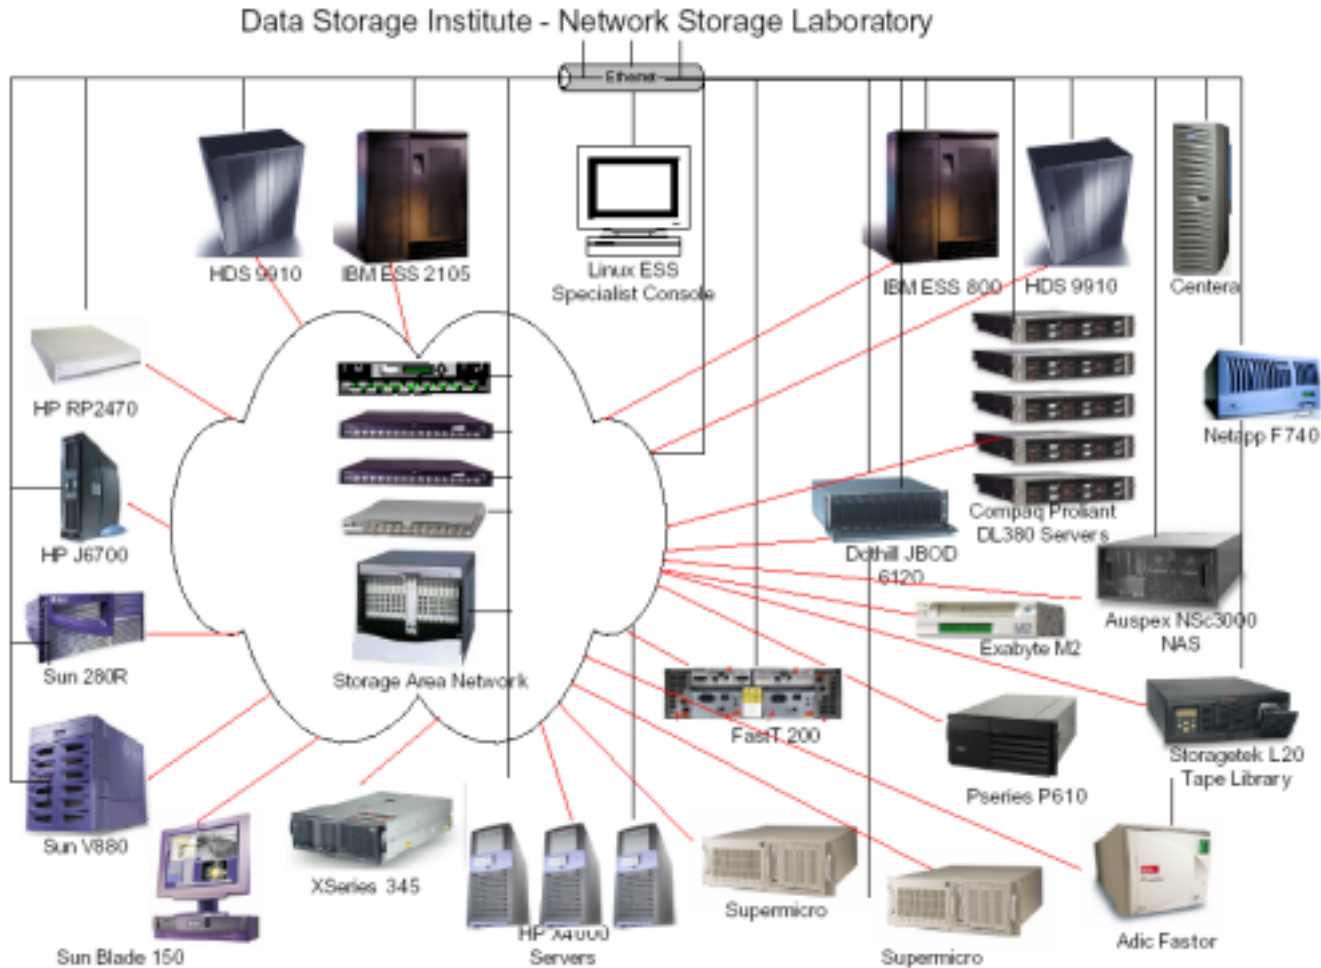 Data Storage Institute - Network Storage Laboratory
Ethernet
HDS 9910
IBM ESS 2105
Linux ESS
Specialist Console
IBM ESS 800
HDS 9910
Centera
HP RP2470
Netapp F740
HP J6700
Compaq Proliant
DL380 Servers
Dothill JBOD
6120
Auspex NSc3000
NAS
M2
Exabyte M2
Sun 280R
Storage Area Network
FastT 200
Storagetek L20
Tape Library
Pseries P610
Sun V880
XSeries 345
Supermicro
HP X4000
Servers
Adic Fastor
Sun Blade 150
Supermicro